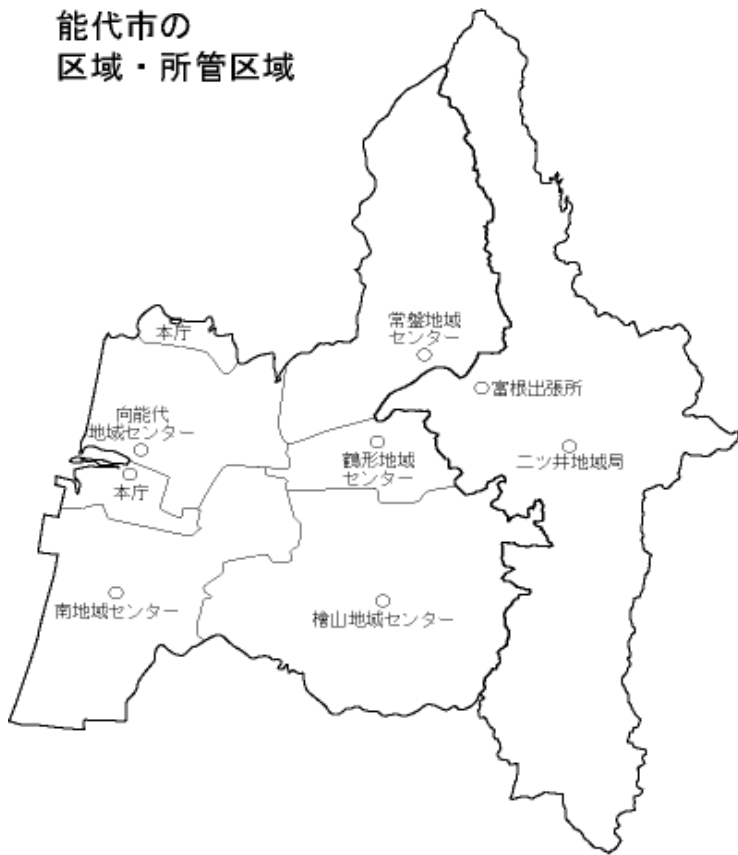 能代市の
区域・所管区域
本庁
常盤地域
センター
富根出張所
向能代
地域センター
鶴形地域
センター
二ツ井地域局
本庁
南地域センター
檜山地域センター